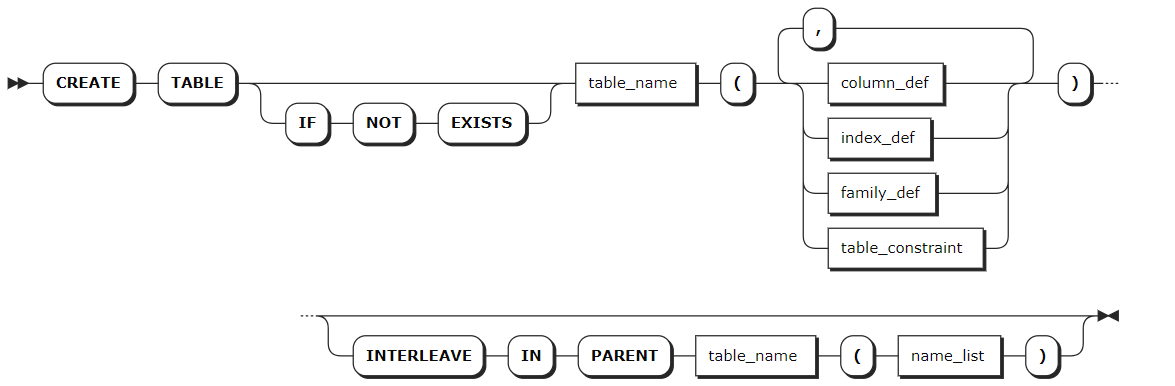 ,
CREATE TABLE table_name ( column_def )
IF NOT EXISTS index_def
family_def
table_constraint
INTERLEAVE IN PARENT table_name ( name_list )